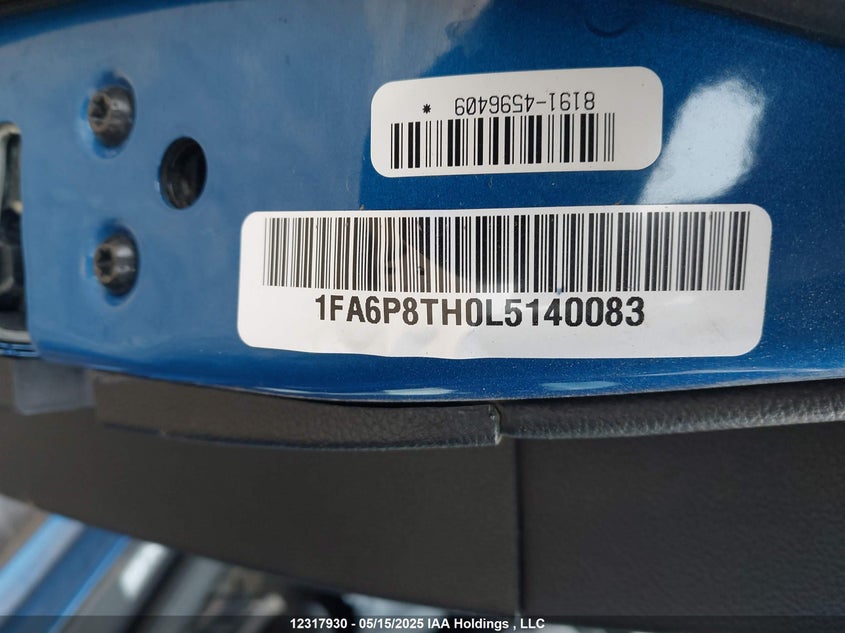 8191-4596409 *
1FA6P8TH0L5140083
12317930 - 05/15/2025 IAA Holdings , LLC